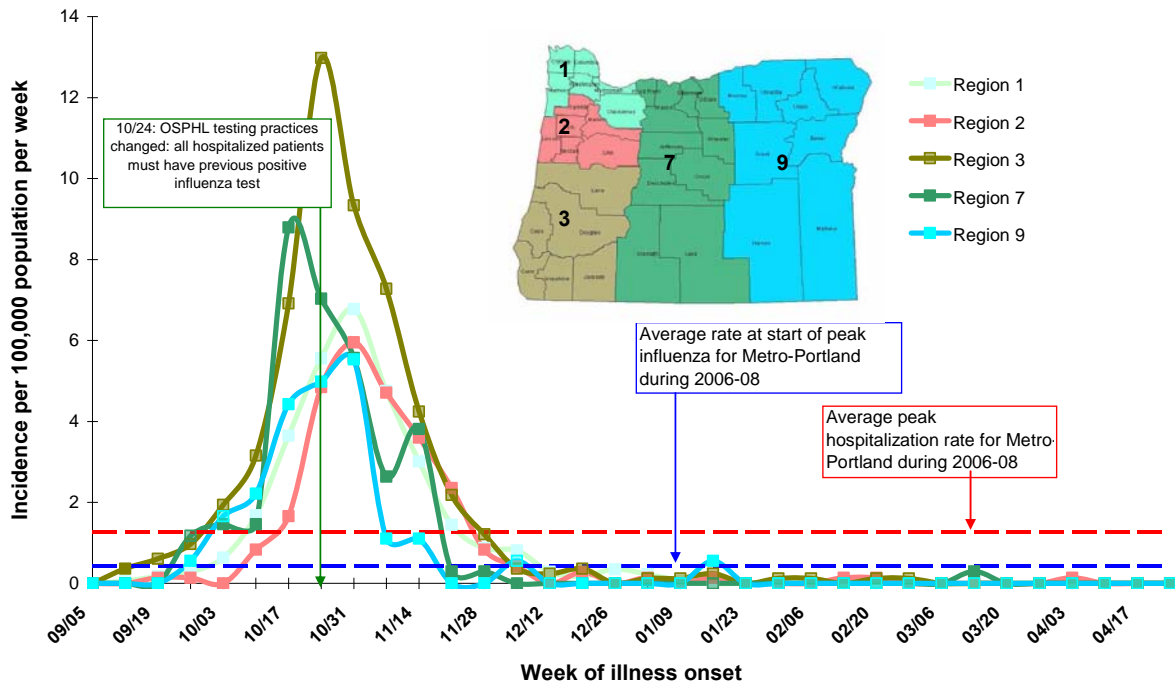 14
12
10
8
6
4
2
0
Incidence per 100,000 population per week
10/24: OSPHL testing practices
changed: all hospitalized patients
must have previous positive
influenza test
1
2
3
7
9
Lane
Douglas
Coos
Jackson
Region 1
Region 2
Region 3
Region 7
Region 9
Average rate at start of peak
influenza for Metro-Portland
during 2006-08
Average peak
hospitalization rate for Metro-
Portland during 2006-08
09/05
09/19
10/03
10/17
10/31
11/14
11/28
12/12
12/26
01/09
01/23
02/06
02/20
03/06
03/20
04/03
04/17
Week of illness onset